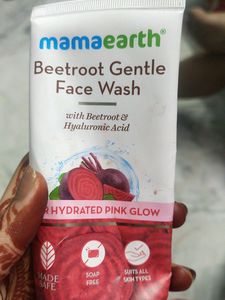 mamaearth®
Beetroot Gentle
Face Wash
with Beetroot &
Hyaluronic Acid
R HYDRATED PINK GLOW
MADE
SAFE
SOAP
FREE
SUITS ALL
SKIN TYPES